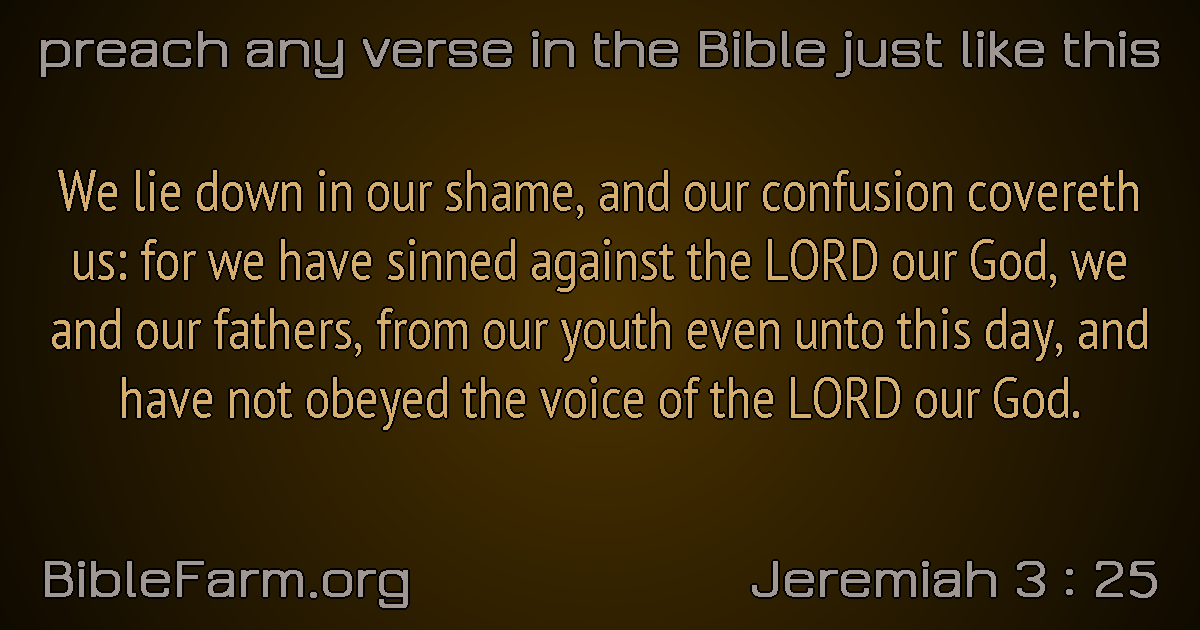 preach any verse in the Bible just like this
We lie down in our shame, and our confusion covereth
us: for we have sinned against the LORD our God, we
and our fathers, from our youth even unto this day, and
have not obeyed the voice of the LORD our God.
BibleFarm.org
Jeremiah 3 : 25